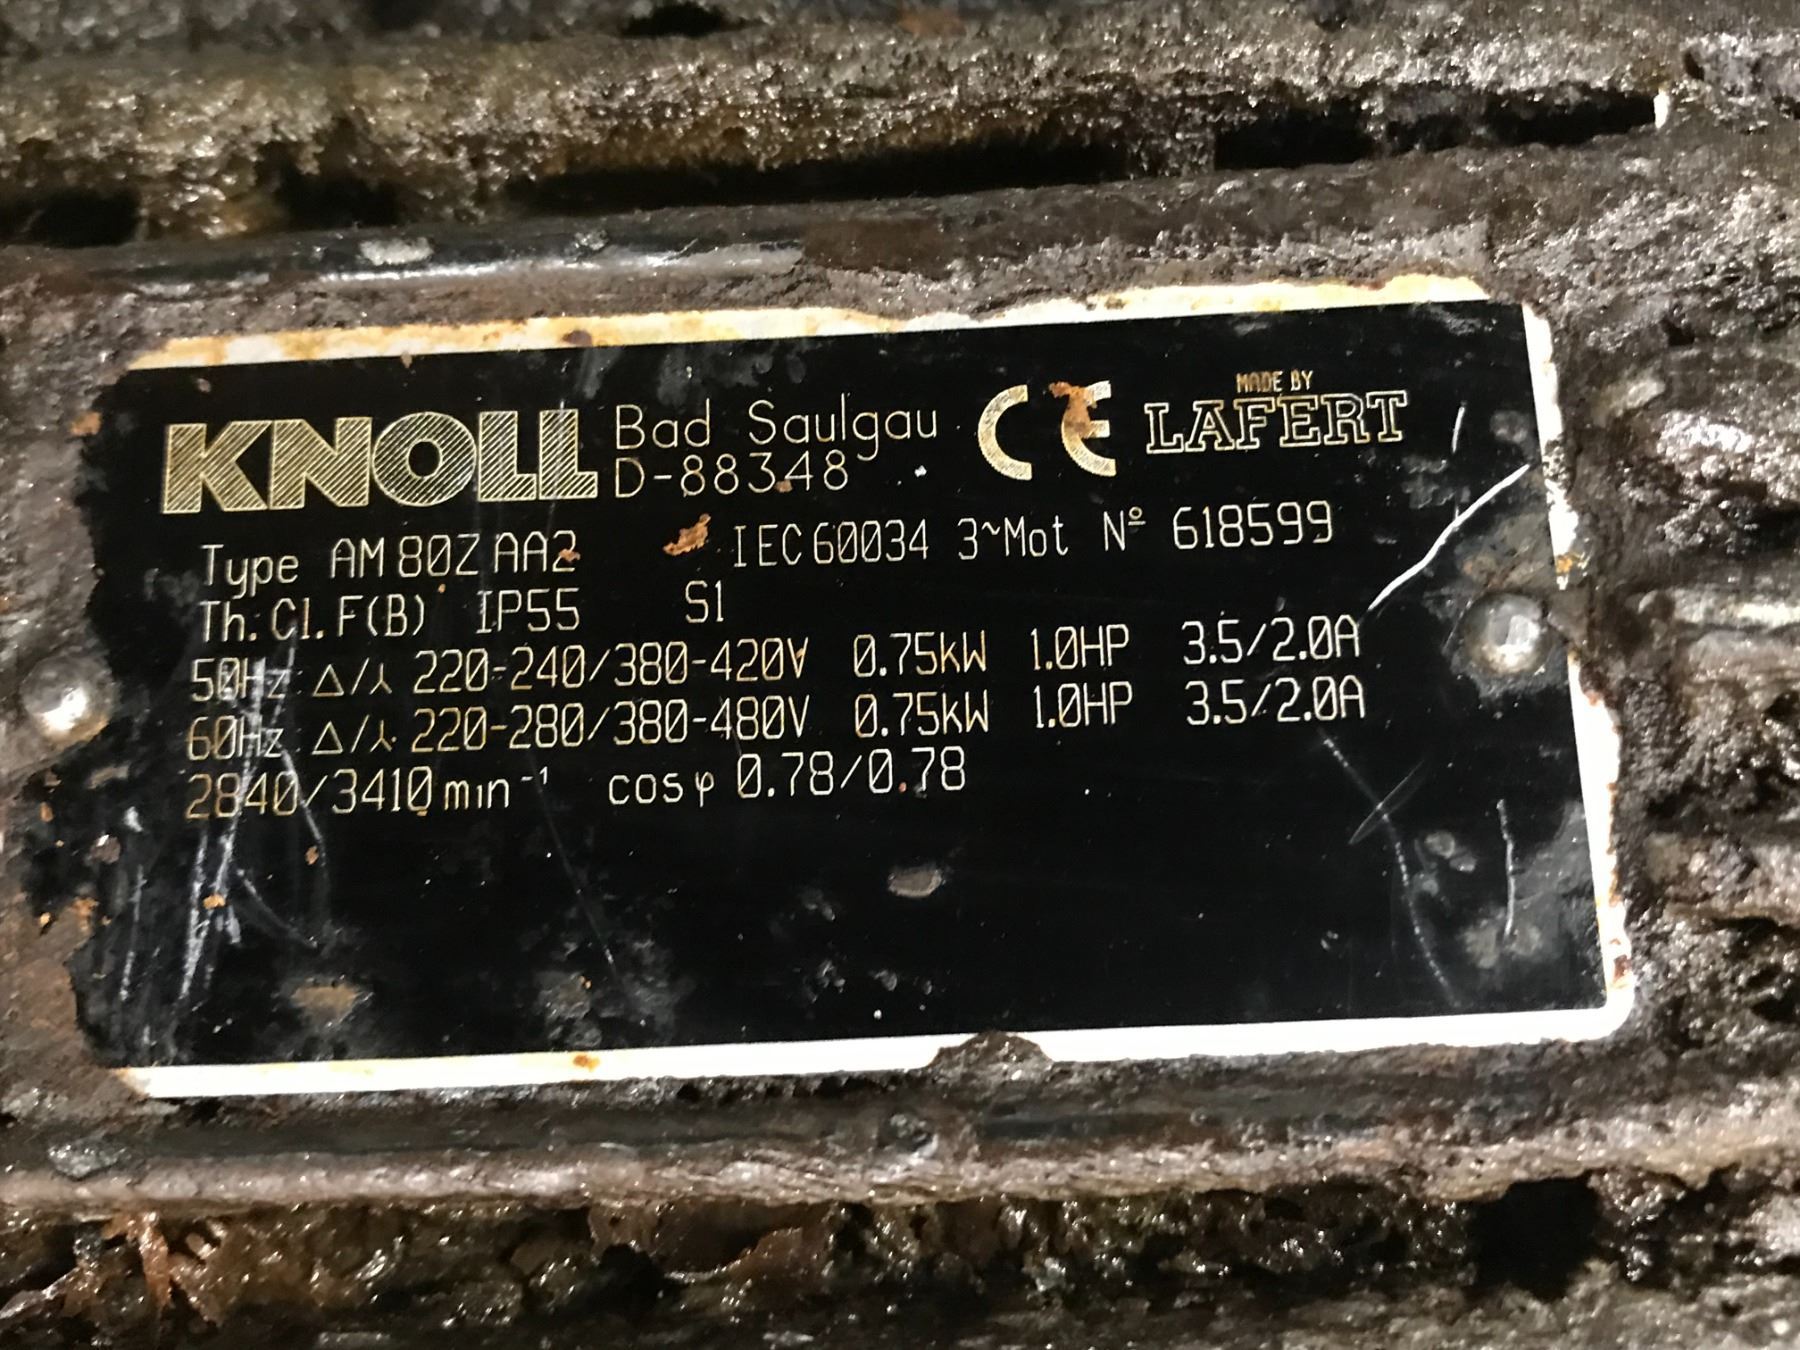 KNOLL Bad Saulgau CE MADE BY
D-88348 LAFERT
Type AM 80Z AA2 IEC 60034 3~Mot Nº 618599
Th. Cl. F(B) IP55 S1
50Hz Δ/⅄ 220-240/380-420V 0.75kW 1.0HP 3.5/2.0A
60Hz Δ/⅄ 220-280/380-480V 0.75kW 1.0HP 3.5/2.0A
2840/3410 min⁻¹ cosφ 0.78/0.78